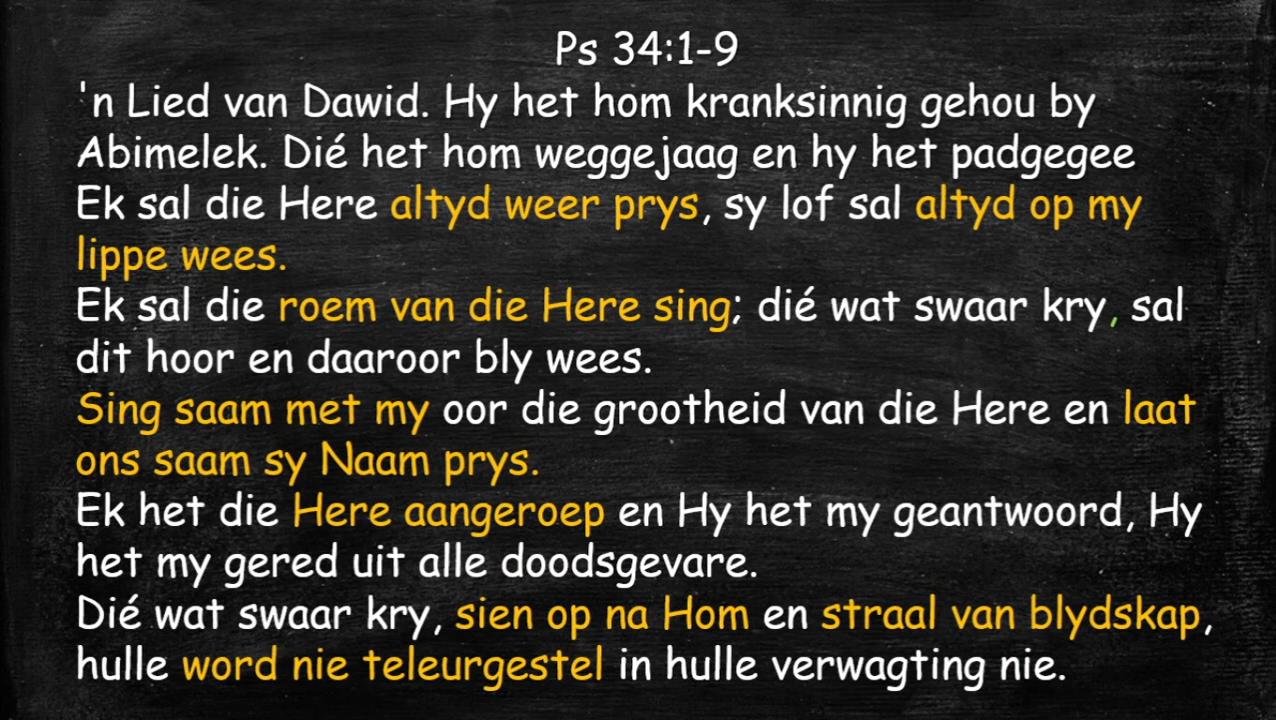 Ps 34:1-9
'n Lied van Dawid. Hy het hom kranksinnig gehou by
Abimelek. Dié het hom weggejaag en hy het padgegee
Ek sal die Here altyd weer prys, sy lof sal altyd op my
lippe wees.
Ek sal die roem van die Here sing; dié wat swaar kry, sal
dit hoor en daaroor bly wees.
Sing saam met my oor die grootheid van die Here en laat
ons saam sy Naam prys.
Ek het die Here aangeroep en Hy het my geantwoord, Hy
het my gered uit alle doodsgevare.
Dié wat swaar kry, sien op na Hom en straal van blydskap,
hulle word nie teleurgestel in hulle verwagting nie.